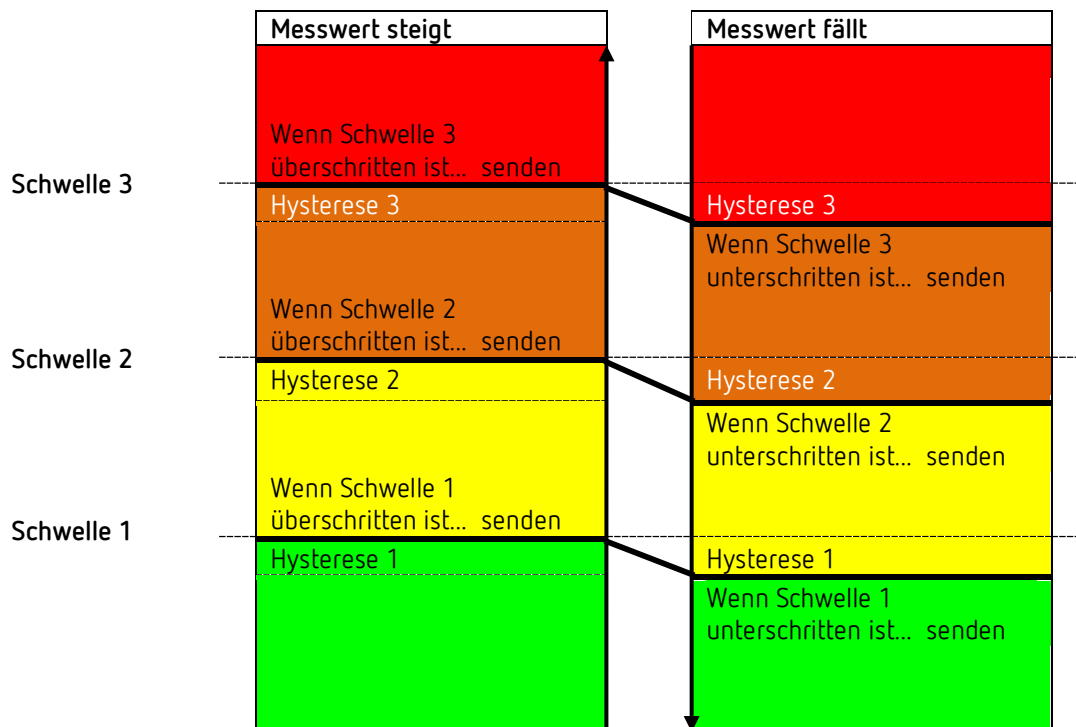 Messwert steigt
Messwert fällt
Wenn Schwelle 3
überschritten ist... senden
Schwelle 3
Hysterese 3
Hysterese 3
Wenn Schwelle 3
unterschritten ist... senden
Wenn Schwelle 2
überschritten ist... senden
Schwelle 2
Hysterese 2
Hysterese 2
Wenn Schwelle 2
unterschritten ist... senden
Wenn Schwelle 1
überschritten ist... senden
Schwelle 1
Hysterese 1
Hysterese 1
Wenn Schwelle 1
unterschritten ist... senden